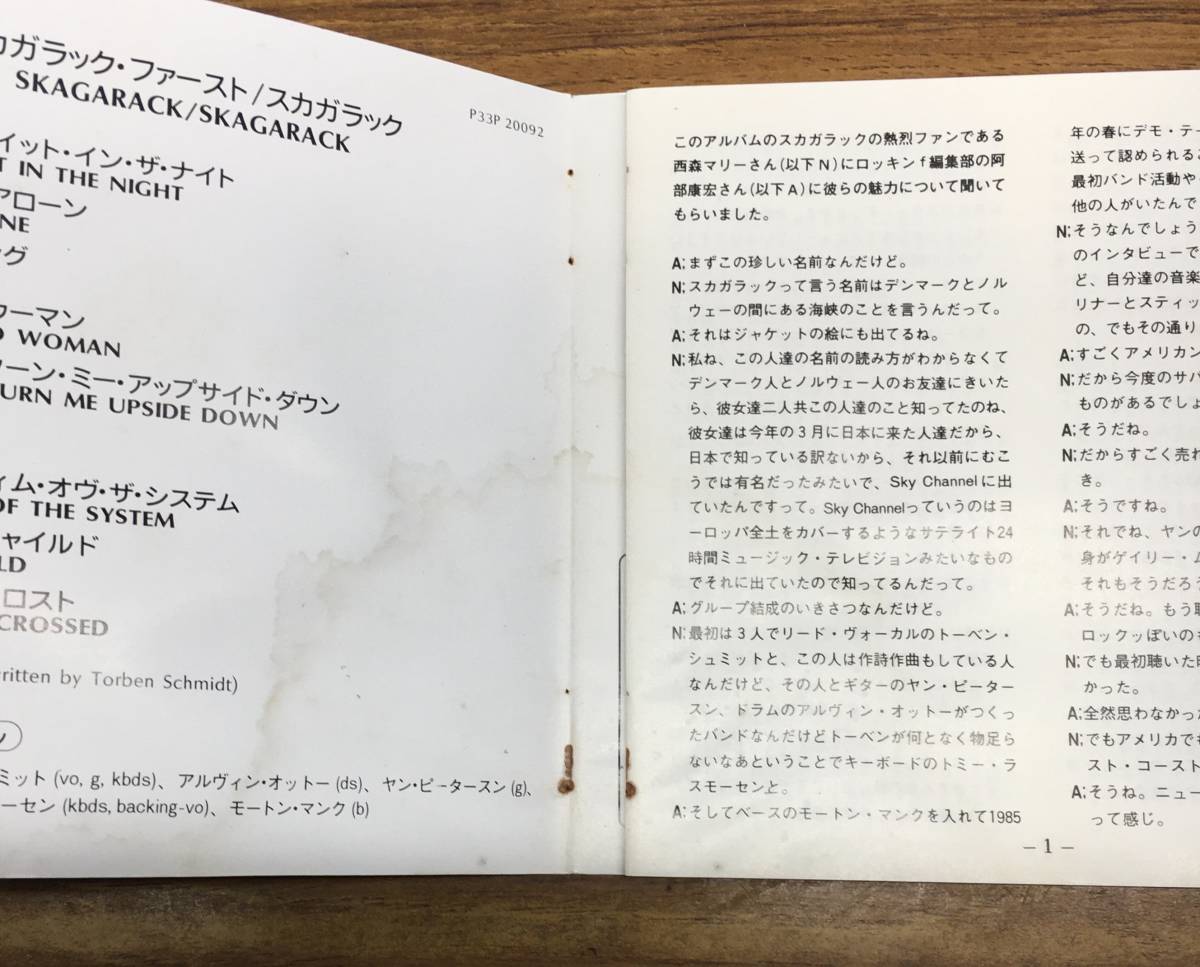 カガラック・ファースト/スカガラック
SKAGARACK/SKAGARACK
P33P 20092
イット・イン・ザ・ナイト
T IN THE NIGHT
アローン
NE
ング
ウーマン
D WOMAN
ターン・ミー・アップサイド・ダウン
URN ME UPSIDE DOWN
ィム・オヴ・ザ・システム
OF THE SYSTEM
チャイルド
LD
ロスト
CROSSED
written by Torben Schmidt)
ミット (vo, g, kbds)、アルヴィン・オットー (ds)、ヤン・ピータースン (g)、
ーセン (kbds, backing-vo)、モートン・マンク (b)
このアルバムのスカガラックの熱烈ファンである
西森マリーさん(以下N)にロッキンf編集部の阿
部康宏さん(以下A)に彼らの魅力について聞いて
もらいました。
A;まずこの珍しい名前なんだけど。
N;スカガラックって言う名前はデンマークとノル
ウェーの間にある海峡のことを言うんだって。
A;それはジャケットの絵にも出てるね。
N;私ね、この人達の名前の読み方がわからなくて
デンマーク人とノルウェー人のお友達にきいた
ら、彼女達二人共この人達のこと知ってたのね、
彼女達は今年の3月に日本に来た人達だから、
日本で知っている訳ないから、それ以前にむこ
うでは有名だったみたいで、Sky Channelに出
ていたんですって。Sky Channelっていうのはヨ
ーロッパ全土をカバーするようなサテライト24
時間ミュージック・テレビジョンみたいなもの
でそれに出ていたので知ってるんだって。
A;グループ結成のいきさつなんだけど。
N;最初は3人でリード・ヴォーカルのトーベン・
シュミットと、この人は作詩作曲もしている人
なんだけど、その人とギターのヤン・ピーター
スン、ドラムのアルヴィン・オットーがつくっ
たバンドなんだけどトーベンが何となく物足ら
ないなあということでキーボードのトミー・ラ
スモーセンと。
A;そしてベースのモートン・マンクを入れて1985
年の春にデモ・テー
送って認められるこ
最初バンド活動や
他の人がいたんで
N;そうなんでしょう
のインタビューで
ど、自分達の音楽
リナーとスティッ
の、でもその通り
A;すごくアメリカン
N;だから今度のサバ
ものがあるでしょ
A;そうだね。
N;だからすごく売れ
き。
A;そうですね。
N;それでね、ヤンの
身がゲイリー・ム
それもそうだろう
A;そうだね。もう聴
ロックッぽいのも
N;でも最初聴いた時
かった。
A;全然思わなかった
N;でもアメリカでも
スト・コースト
A;そうね。ニュー
って感じ。
– 1 –